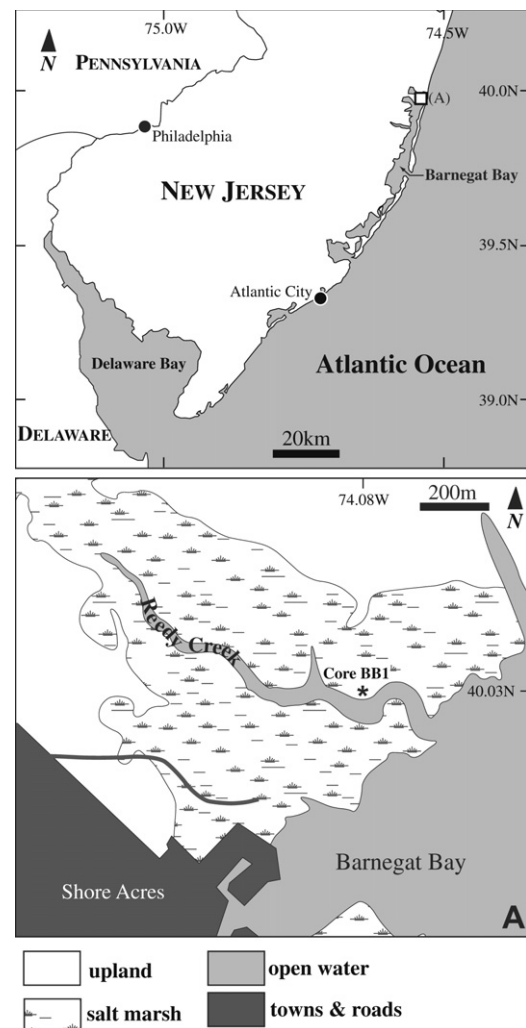 75.0W
74.5W
N
PENNSYLVANIA
40.0N
(A)
Philadelphia
Barnegat Bay
NEW JERSEY
39.5N
Atlantic City
Delaware Bay
Atlantic Ocean
39.0N
DELAWARE
20km
74.08W
200m
N
Reedy Creek
Core BB1
*
40.03N
Barnegat Bay
Shore Acres
A
upland
open water
salt marsh
towns & roads